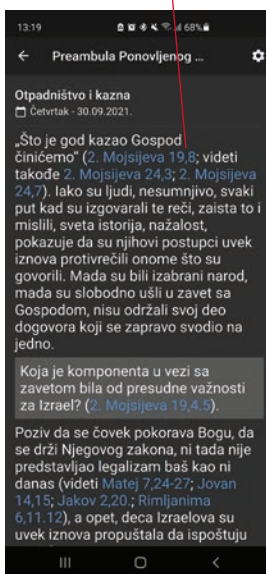 13:19 68%
Preambula Ponovljenog ...
Otpadništvo i kazna
Četvrtak - 30.09.2021.
„Što je god kazao Gospod
činićemo“ (2. Mojsijeva 19,8; videti
takođe 2. Mojsijeva 24,3; 2. Mojsijeva
24,7). Iako su ljudi, nesumnjivo, svaki
put kad su izgovarali te reči, zaista to i
mislili, sveta istorija, nažalost,
pokazuje da su njihovi postupci uvek
iznova protivrečili onome što su
govorili. Mada su bili izabrani narod,
mada su slobodno ušli u zavet sa
Gospodom, nisu održali svoj deo
dogovora koji se zapravo svodio na
jedno.
Koja je komponenta u vezi sa
zavetom bila od presudne važnosti
za Izrael? (2. Mojsijeva 19,4.5).
Poziv da se čovek pokorava Bogu, da
se drži Njegovog zakona, ni tada nije
predstavljao legalizam baš kao ni
danas (videti Matej 7,24-27; Jovan
14,15; Jakov 2,20.; Rimljanima
6,11.12), a opet, deca Izraelova su
uvek iznova propuštala da ispoštuju